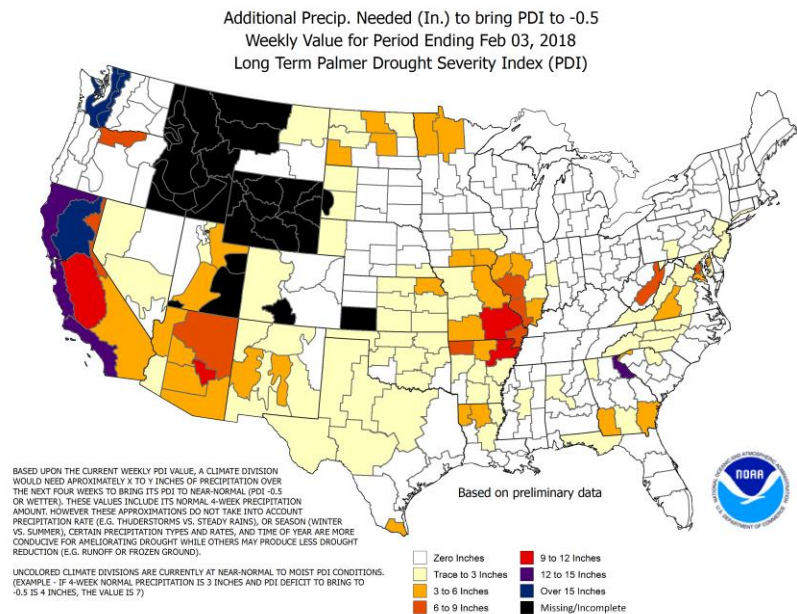 Additional Precip. Needed (In.) to bring PDI to -0.5
Weekly Value for Period Ending Feb 03, 2018
Long Term Palmer Drought Severity Index (PDI)
BASED UPON THE CURRENT WEEKLY PDI VALUE, A CLIMATE DIVISION
WOULD NEED APROXIMATELY X TO Y INCHES OF PRECIPITATION OVER
THE NEXT FOUR WEEKS TO BRING ITS PDI TO NEAR-NORMAL (PDI -0.5
OR WETTER). THESE VALUES INCLUDE ITS NORMAL 4-WEEK PRECIPITATION
AMOUNT. HOWEVER THESE APPROXIMATIONS DO NOT TAKE INTO ACCOUNT
PRECIPITATION RATE (E.G. THUDERSTORMS VS. STEADY RAINS), OR SEASON (WINTER
VS. SUMMER), CERTAIN PRECIPITATION TYPES AND RATES, AND TIME OF YEAR ARE MORE
CONDUCIVE FOR AMELIORATING DROUGHT WHILE OTHERS MAY PRODUCE LESS DROUGHT
REDUCTION (E.G. RUNOFF OR FROZEN GROUND).
UNCOLORED CLIMATE DIVISIONS ARE CURRENTLY AT NEAR-NORMAL TO MOIST PDI CONDITIONS.
(EXAMPLE - IF 4-WEEK NORMAL PRECIPITATION IS 3 INCHES AND PDI DEFICIT TO BRING TO
-0.5 IS 4 INCHES, THE VALUE IS 7)
Based on preliminary data
Zero Inches
Trace to 3 Inches
3 to 6 Inches
6 to 9 Inches
9 to 12 Inches
12 to 15 Inches
Over 15 Inches
Missing/Incomplete
NATIONAL OCEANIC AND ATMOSPHERIC ADMINISTRATION
NOAA
U.S. DEPARTMENT OF COMMERCE